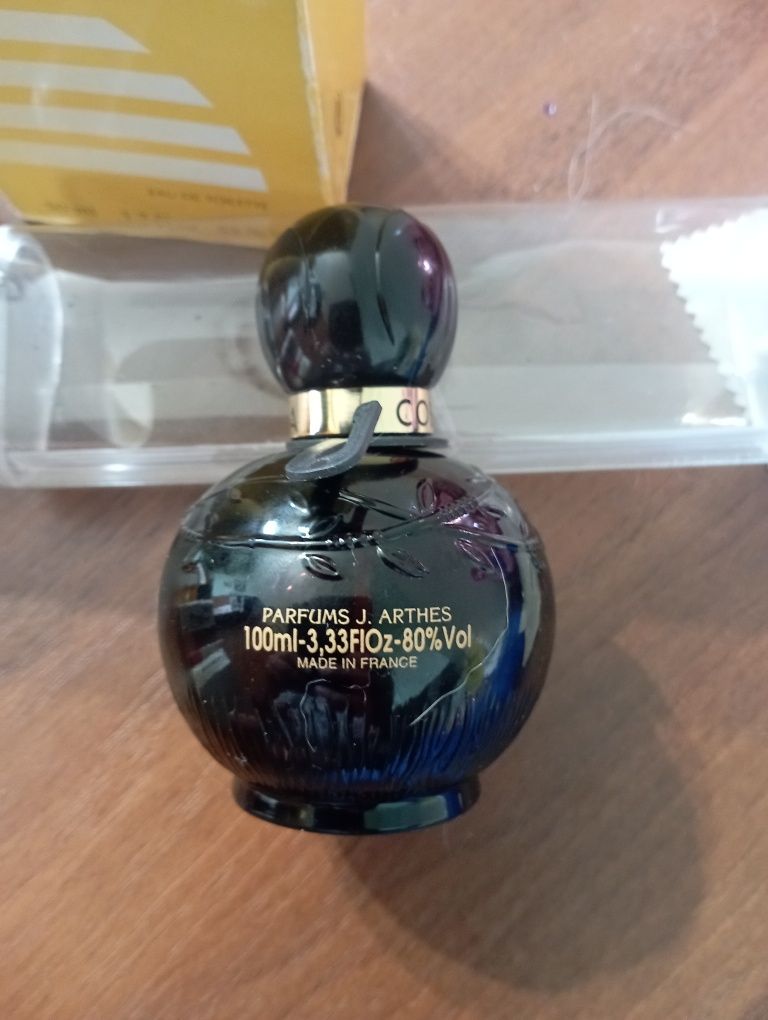 CO
PARFUMS J. ARTHES
100ml-3,33FlOz-80%Vol
MADE IN FRANCE